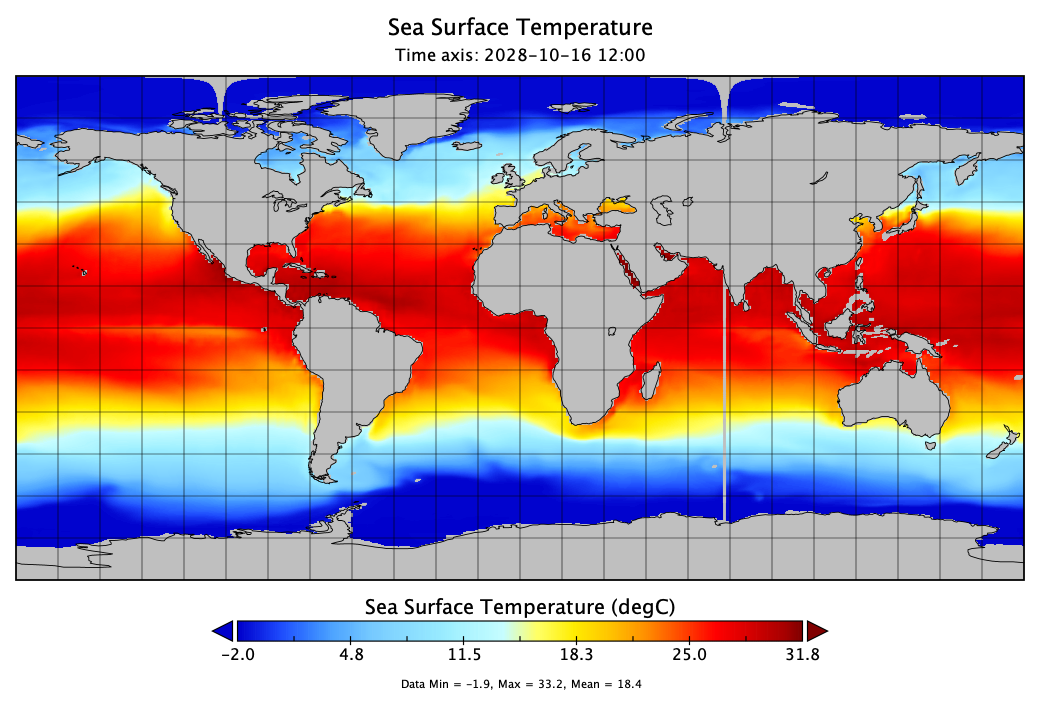 Sea Surface Temperature
Time axis: 2028-10-16 12:00
Sea Surface Temperature (degC)
-2.0 4.8 11.5 18.3 25.0 31.8
Data Min = -1.9, Max = 33.2, Mean = 18.4